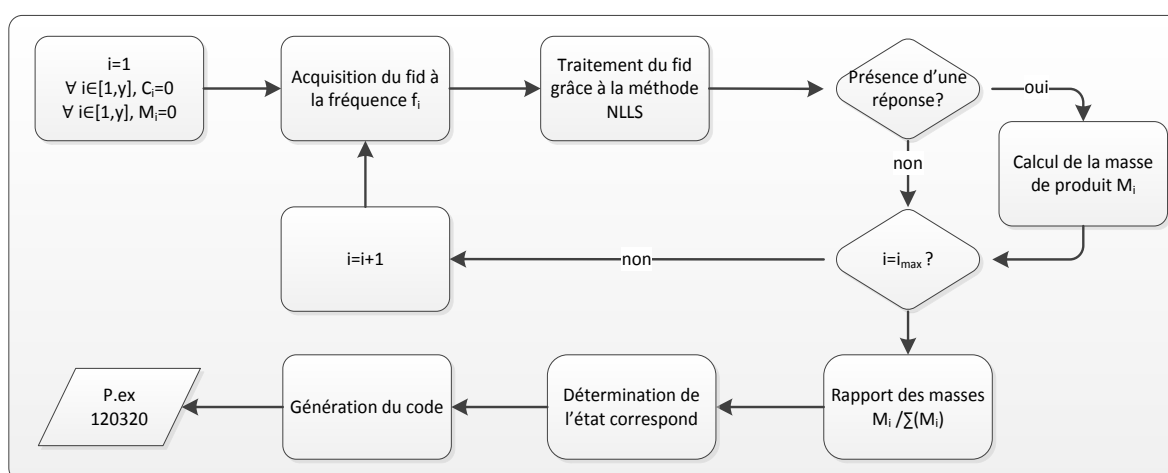 i=1
∀ i∈[1,y], Cᵢ=0
∀ i∈[1,y], Mᵢ=0
Acquisition du fid à
la fréquence fᵢ
Traitement du fid
grâce à la méthode
NLLS
Présence d'une
réponse?
oui
Calcul de la masse
de produit Mᵢ
non
i=iₘₐₓ ?
non
i=i+1
Rapport des masses
Mᵢ /∑(Mᵢ)
Détermination de
l'état correspond
Génération du code
P.ex
120320